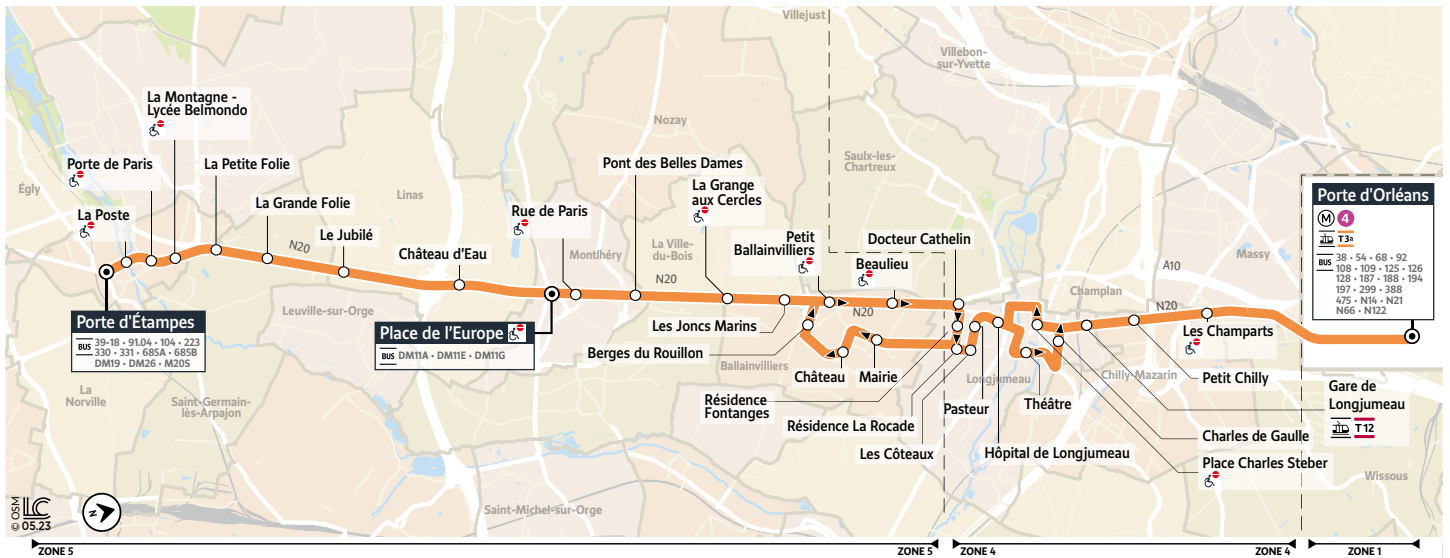 Villejust
Villebon-
sur-Yvette
La Montagne -
Lycée Belmondo
Nozay
Porte de Paris
La Petite Folie
Pont des Belles Dames
Saulx-les-
Chartreux
Égly
Linas
La Grange
aux Cercles
Porte d'Orléans
M 4
T3a
BUS
38 • 54 • 68 • 92
108 • 109 • 125 • 126
128 • 187 • 188 • 194
197 • 299 • 388
475 • N14 • N21
N66 • N122
La Poste
La Grande Folie
Rue de Paris
Le Jubilé
N20
Petit
Ballainvilliers
Docteur Cathelin
Château d'Eau
Montlhéry
La Ville-
du-Bois
Beaulieu
A10
Massy
N20
Champlan
N20
N20
Leuville-sur-Orge
Porte d'Étampes
BUS
39-18 • 91.04 • 104 • 223
330 • 331 • 685A • 685B
DM19 • DM26 • M20S
Place de l'Europe
BUS
DM11A • DM11E • DM11G
Les Joncs Marins
Berges du Rouillon
Ballainvilliers
Château
Mairie
Les Champarts
Longjumeau
Chilly-Mazarin
Petit Chilly
La
Norville
Saint-Germain-
lès-Arpajon
Résidence
Fontanges
Pasteur
Théâtre
Gare de
Longjumeau
T12
Résidence La Rocade
Charles de Gaulle
Les Côteaux
Hôpital de Longjumeau
Place Charles Steber
Wissous
Saint-Michel-sur-Orge
© OSM
LC
05.23
ZONE 5
ZONE 5
ZONE 4
ZONE 4
ZONE 1